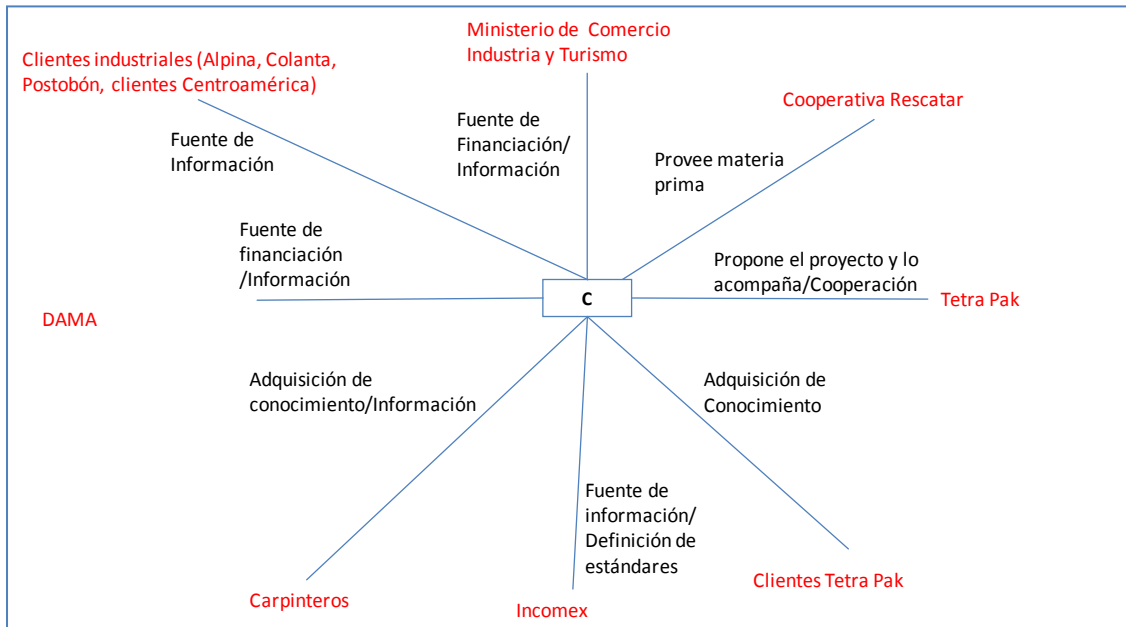 Clientes industriales (Alpina, Colanta,
Postobón, clientes Centroamérica)
Ministerio de Comercio
Industria y Turismo
Cooperativa Rescatar
Fuente de
Información
Fuente de
Financiación/
Información
Provee materia
prima
Fuente de
financiación
/Información
Propone el proyecto y lo
acompaña/Cooperación
DAMA
C
Tetra Pak
Adquisición de
conocimiento/Información
Adquisición de
Conocimiento
Fuente de
información/
Definición de
estándares
Carpinteros
Incomex
Clientes Tetra Pak